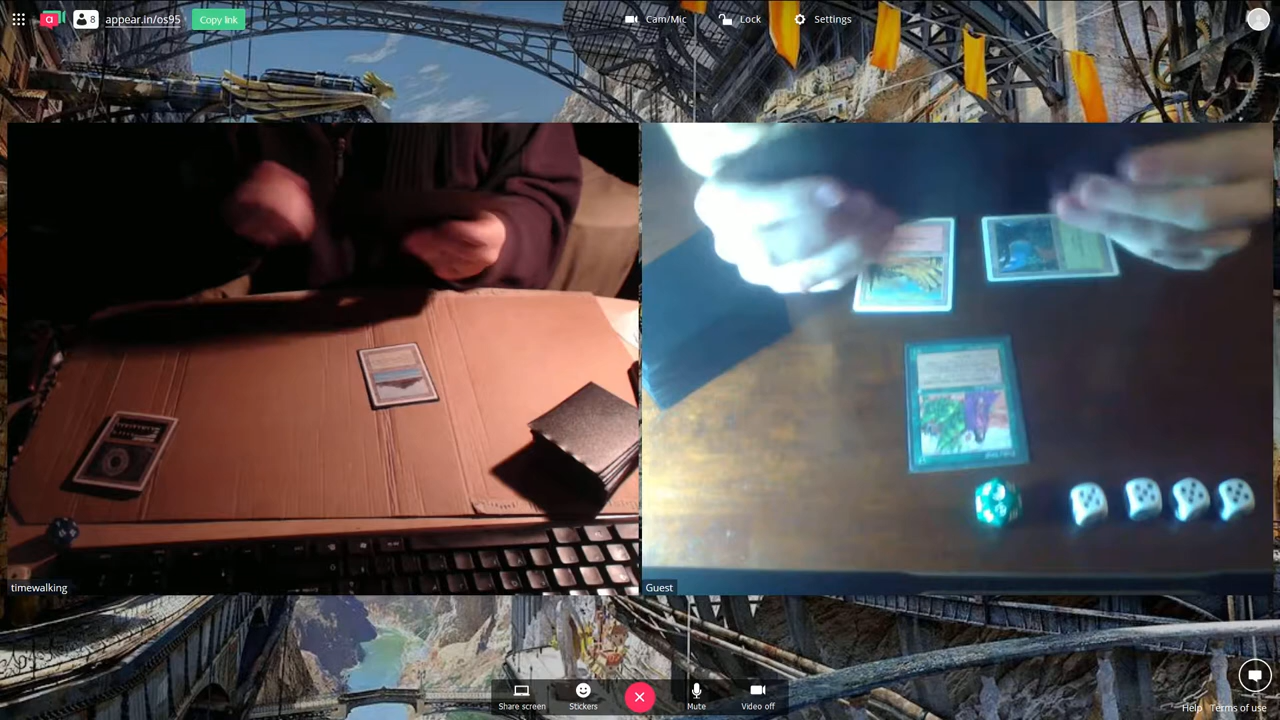 8
appear.in/os95
Copy link
Cam/Mic
Lock
Settings
timewalking
Guest
Share screen
Stickers
Mute
Video off
Help
Terms of use